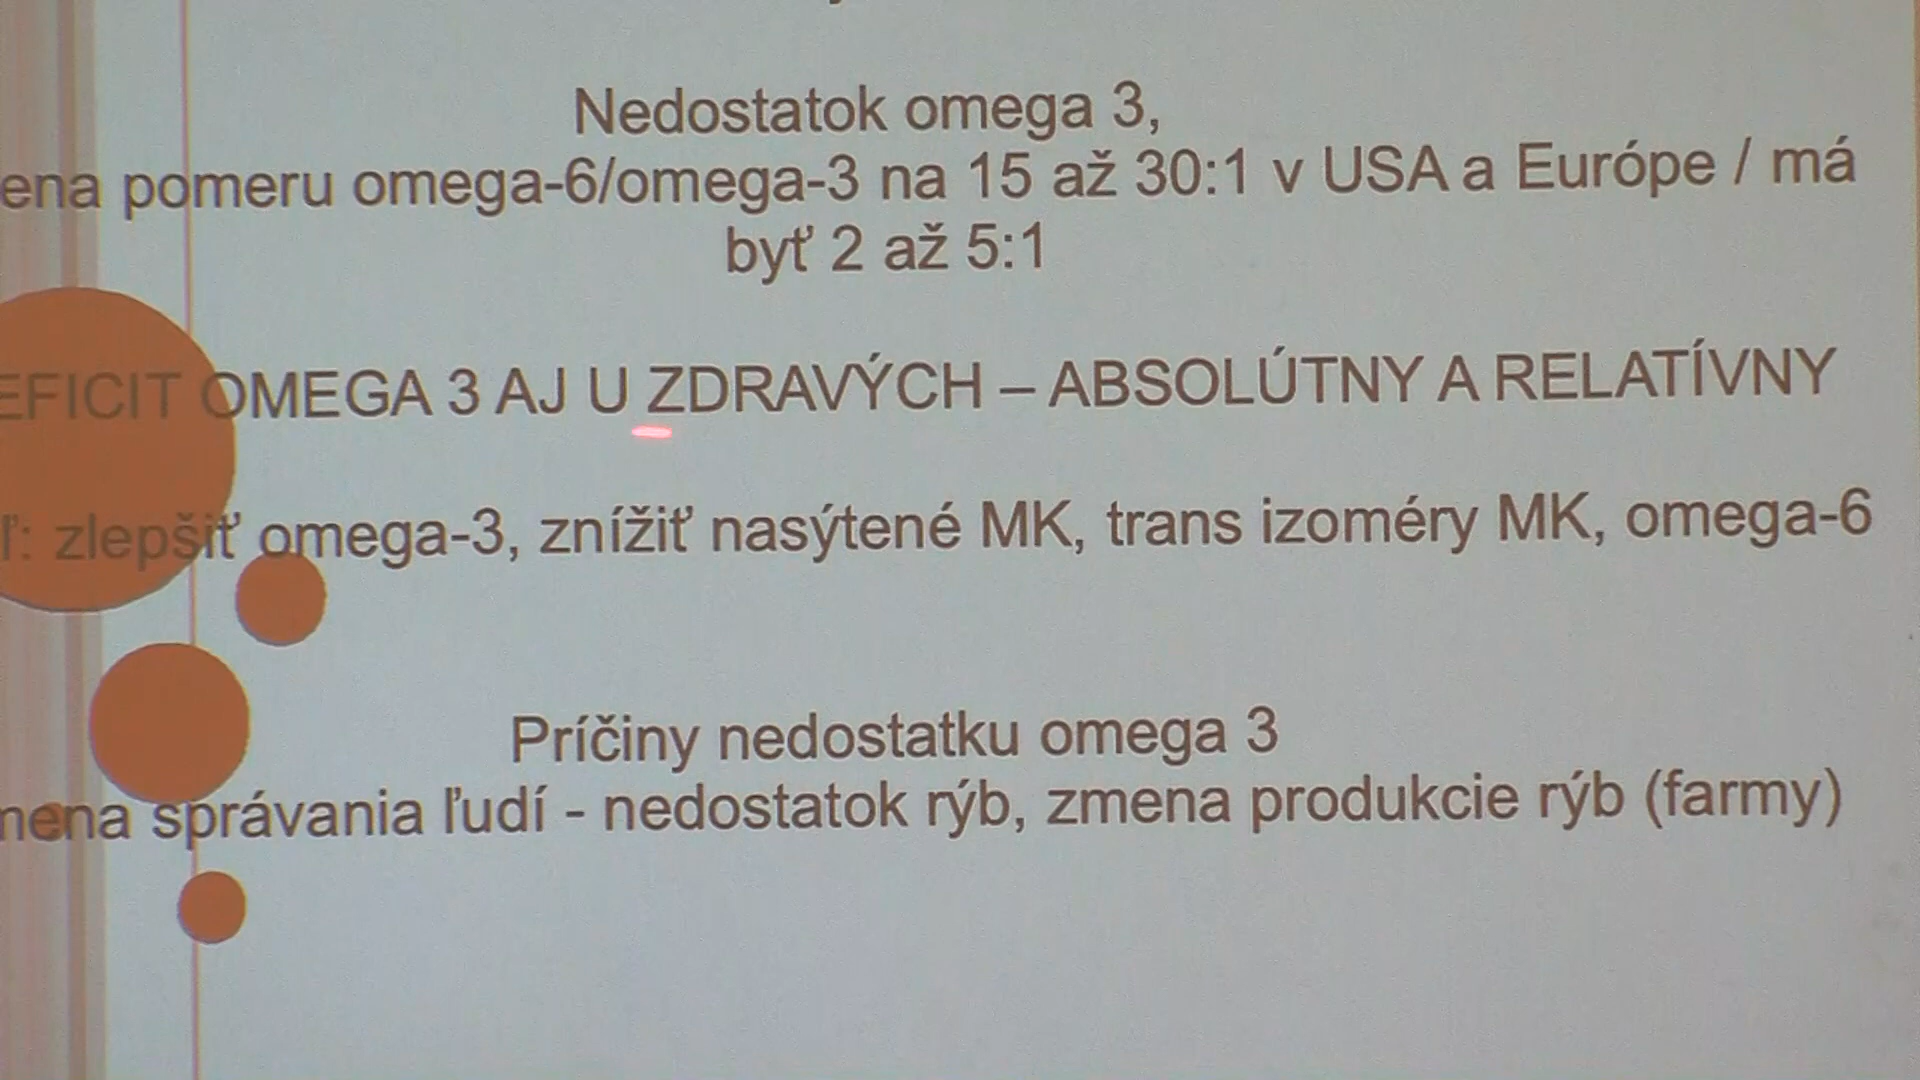 Nedostatok omega 3,
ena pomeru omega-6/omega-3 na 15 až 30:1 v USA a Európe / má
byť 2 až 5:1
EFICIT OMEGA 3 AJ U ZDRAVÝCH – ABSOLÚTNY A RELATÍVNY
ľ: zlepšiť omega-3, znížiť nasýtené MK, trans izoméry MK, omega-6
Príčiny nedostatku omega 3
mena správania ľudí - nedostatok rýb, zmena produkcie rýb (farmy)